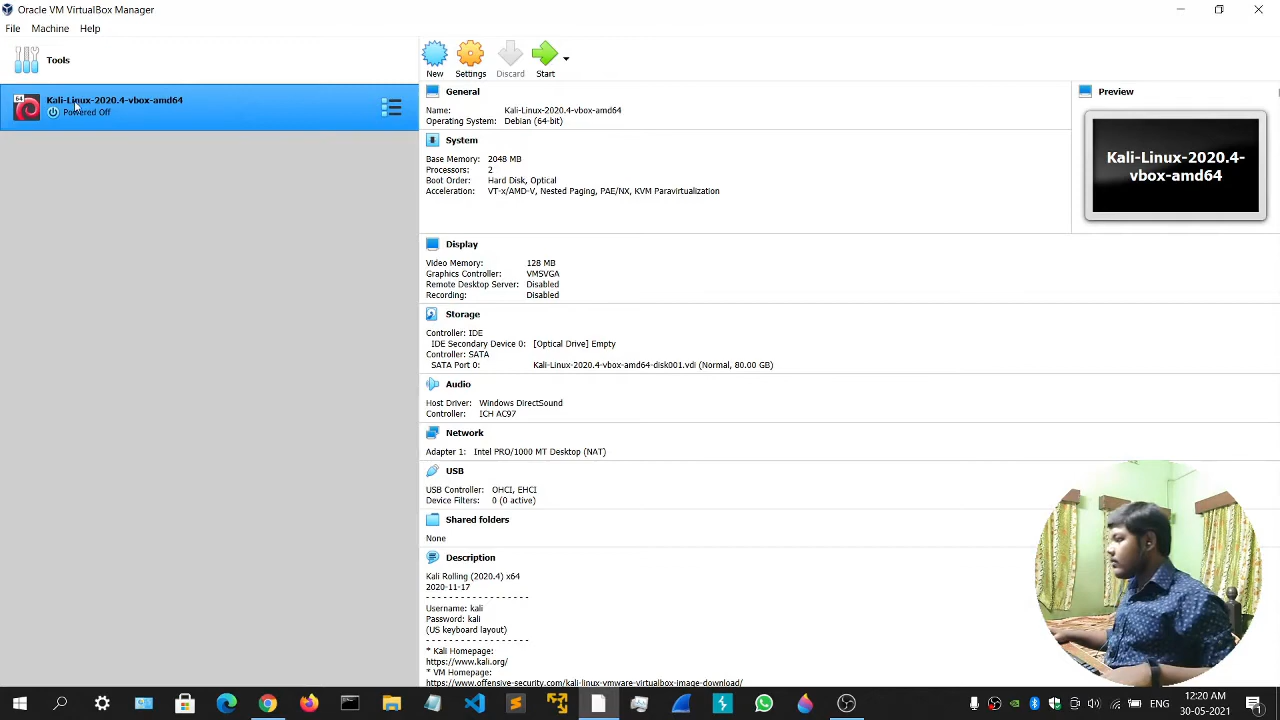 Oracle VM VirtualBox Manager
File Machine Help
Tools
New Settings Discard Start
64
Kali-Linux-2020.4-vbox-amd64
Powered Off
General
Name: Kali-Linux-2020.4-vbox-amd64
Operating System: Debian (64-bit)
Preview
Kali-Linux-2020.4-
vbox-amd64
System
Base Memory: 2048 MB
Processors: 2
Boot Order: Hard Disk, Optical
Acceleration: VT-x/AMD-V, Nested Paging, PAE/NX, KVM Paravirtualization
Display
Video Memory: 128 MB
Graphics Controller: VMSVGA
Remote Desktop Server: Disabled
Recording: Disabled
Storage
Controller: IDE
IDE Secondary Device 0: [Optical Drive] Empty
Controller: SATA
SATA Port 0: Kali-Linux-2020.4-vbox-amd64-disk001.vdi (Normal, 80.00 GB)
Audio
Host Driver: Windows DirectSound
Controller: ICH AC97
Network
Adapter 1: Intel PRO/1000 MT Desktop (NAT)
USB
USB Controller: OHCI, EHCI
Device Filters: 0 (0 active)
Shared folders
None
Description
Kali Rolling (2020.4) x64
2020-11-17
- - - - - - - - - - - - - - - - - -
Username: kali
Password: kali
(US keyboard layout)
- - - - - - - - - - - - - - - - - -
* Kali Homepage:
https://www.kali.org/
* VM Homepage:
https://www.offensive-security.com/kali-linux-vmware-virtualbox-image-download/
ENG
12:20 AM
30-05-2021